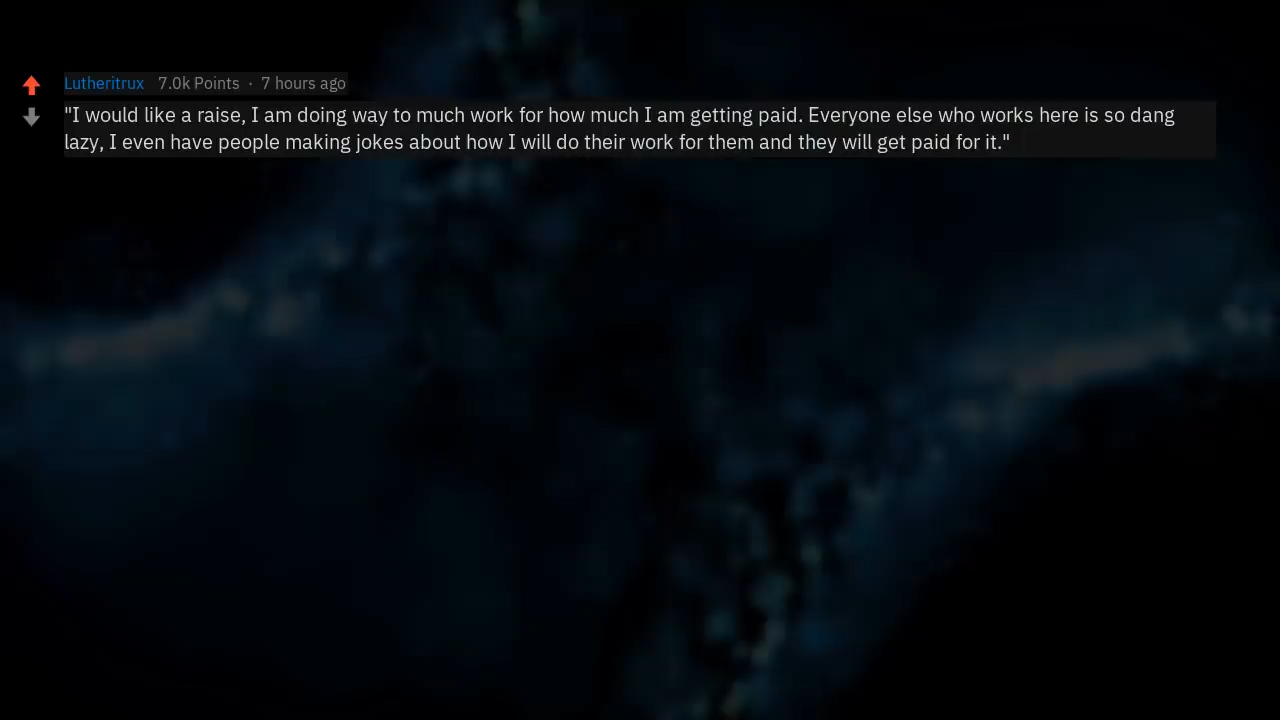 Lutheritrux 7.0k Points · 7 hours ago
"I would like a raise, I am doing way to much work for how much I am getting paid. Everyone else who works here is so dang
lazy, I even have people making jokes about how I will do their work for them and they will get paid for it."